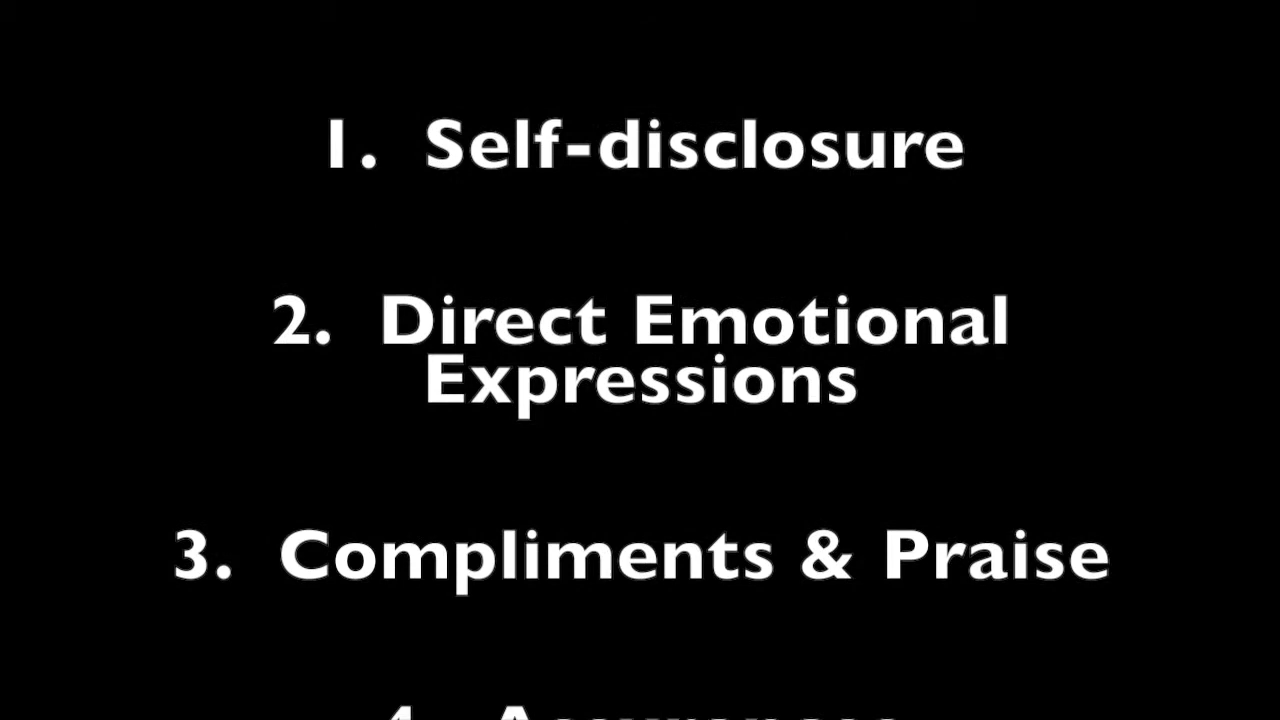 1. Self-disclosure
2. Direct Emotional
Expressions
3. Compliments & Praise